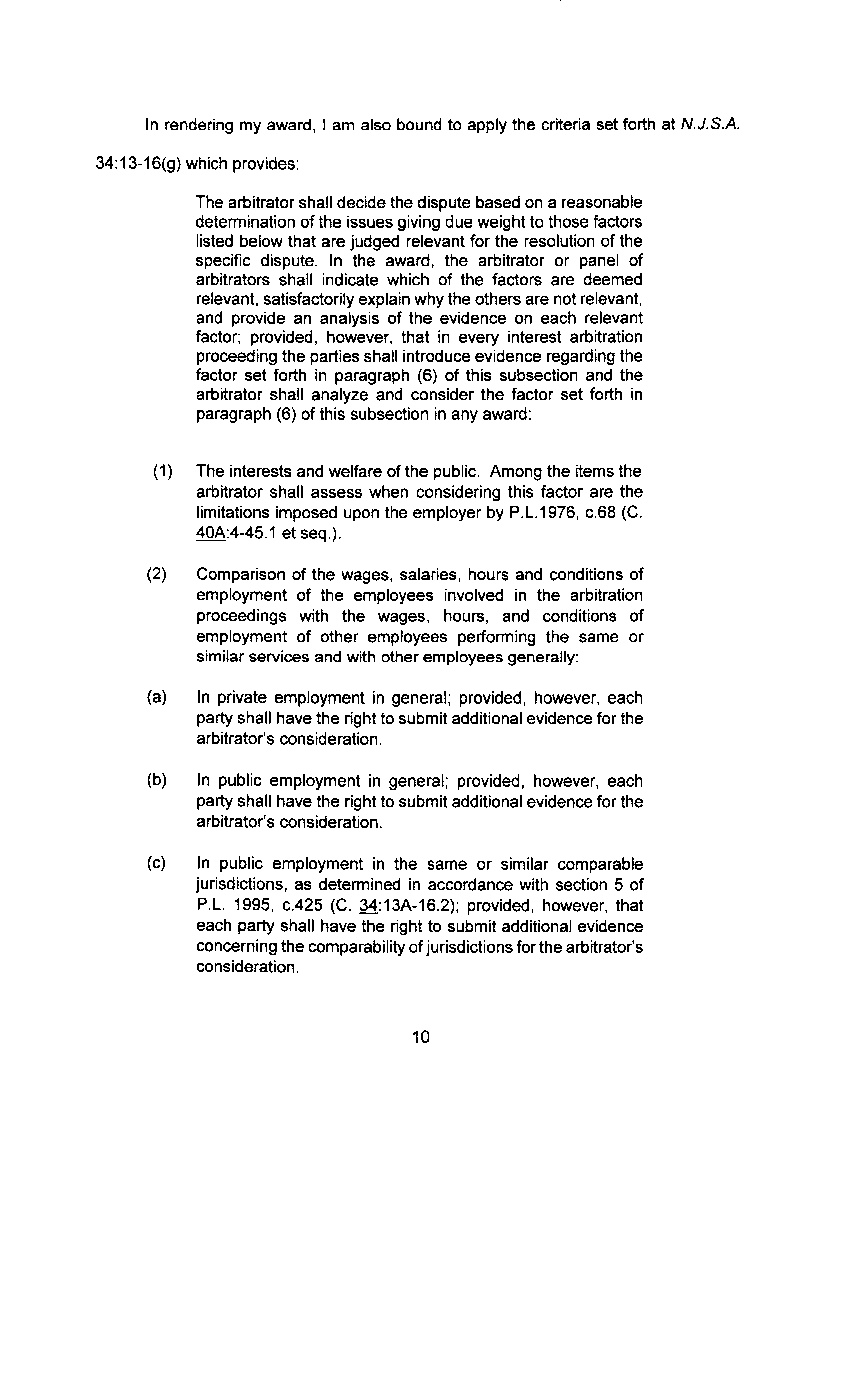 In rendering my award, I am also bound to apply the criteria set forth at N.J.S.A.
34:13-16(g) which provides:
The arbitrator shall decide the dispute based on a reasonable
determination of the issues giving due weight to those factors
listed below that are judged relevant for the resolution of the
specific dispute. In the award, the arbitrator or panel of
arbitrators shall indicate which of the factors are deemed
relevant, satisfactorily explain why the others are not relevant,
and provide an analysis of the evidence on each relevant
factor; provided, however, that in every interest arbitration
proceeding the parties shall introduce evidence regarding the
factor set forth in paragraph (6) of this subsection and the
arbitrator shall analyze and consider the factor set forth in
paragraph (6) of this subsection in any award:
(1) The interests and welfare of the public. Among the items the
arbitrator shall assess when considering this factor are the
limitations imposed upon the employer by P.L.1976, c.68 (C.
40A:4-45.1 et seq.).
(2) Comparison of the wages, salaries, hours and conditions of
employment of the employees involved in the arbitration
proceedings with the wages, hours, and conditions of
employment of other employees performing the same or
similar services and with other employees generally:
(a) In private employment in general; provided, however, each
party shall have the right to submit additional evidence for the
arbitrator's consideration.
(b) In public employment in general; provided, however, each
party shall have the right to submit additional evidence for the
arbitrator's consideration.
(c) In public employment in the same or similar comparable
jurisdictions, as determined in accordance with section 5 of
P.L. 1995, c.425 (C. 34:13A-16.2); provided, however, that
each party shall have the right to submit additional evidence
concerning the comparability of jurisdictions for the arbitrator's
consideration.
10